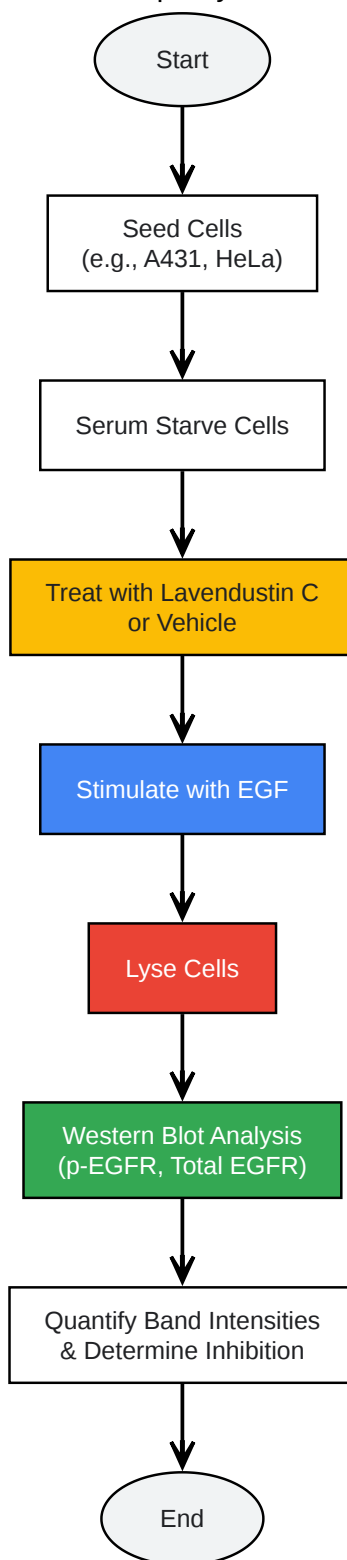 Start
Seed Cells
(e.g., A431, HeLa)
Serum Starve Cells
Treat with Lavendustin C
or Vehicle
Stimulate with EGF
Lyse Cells
Western Blot Analysis
(p-EGFR, Total EGFR)
Quantify Band Intensities
& Determine Inhibition
End